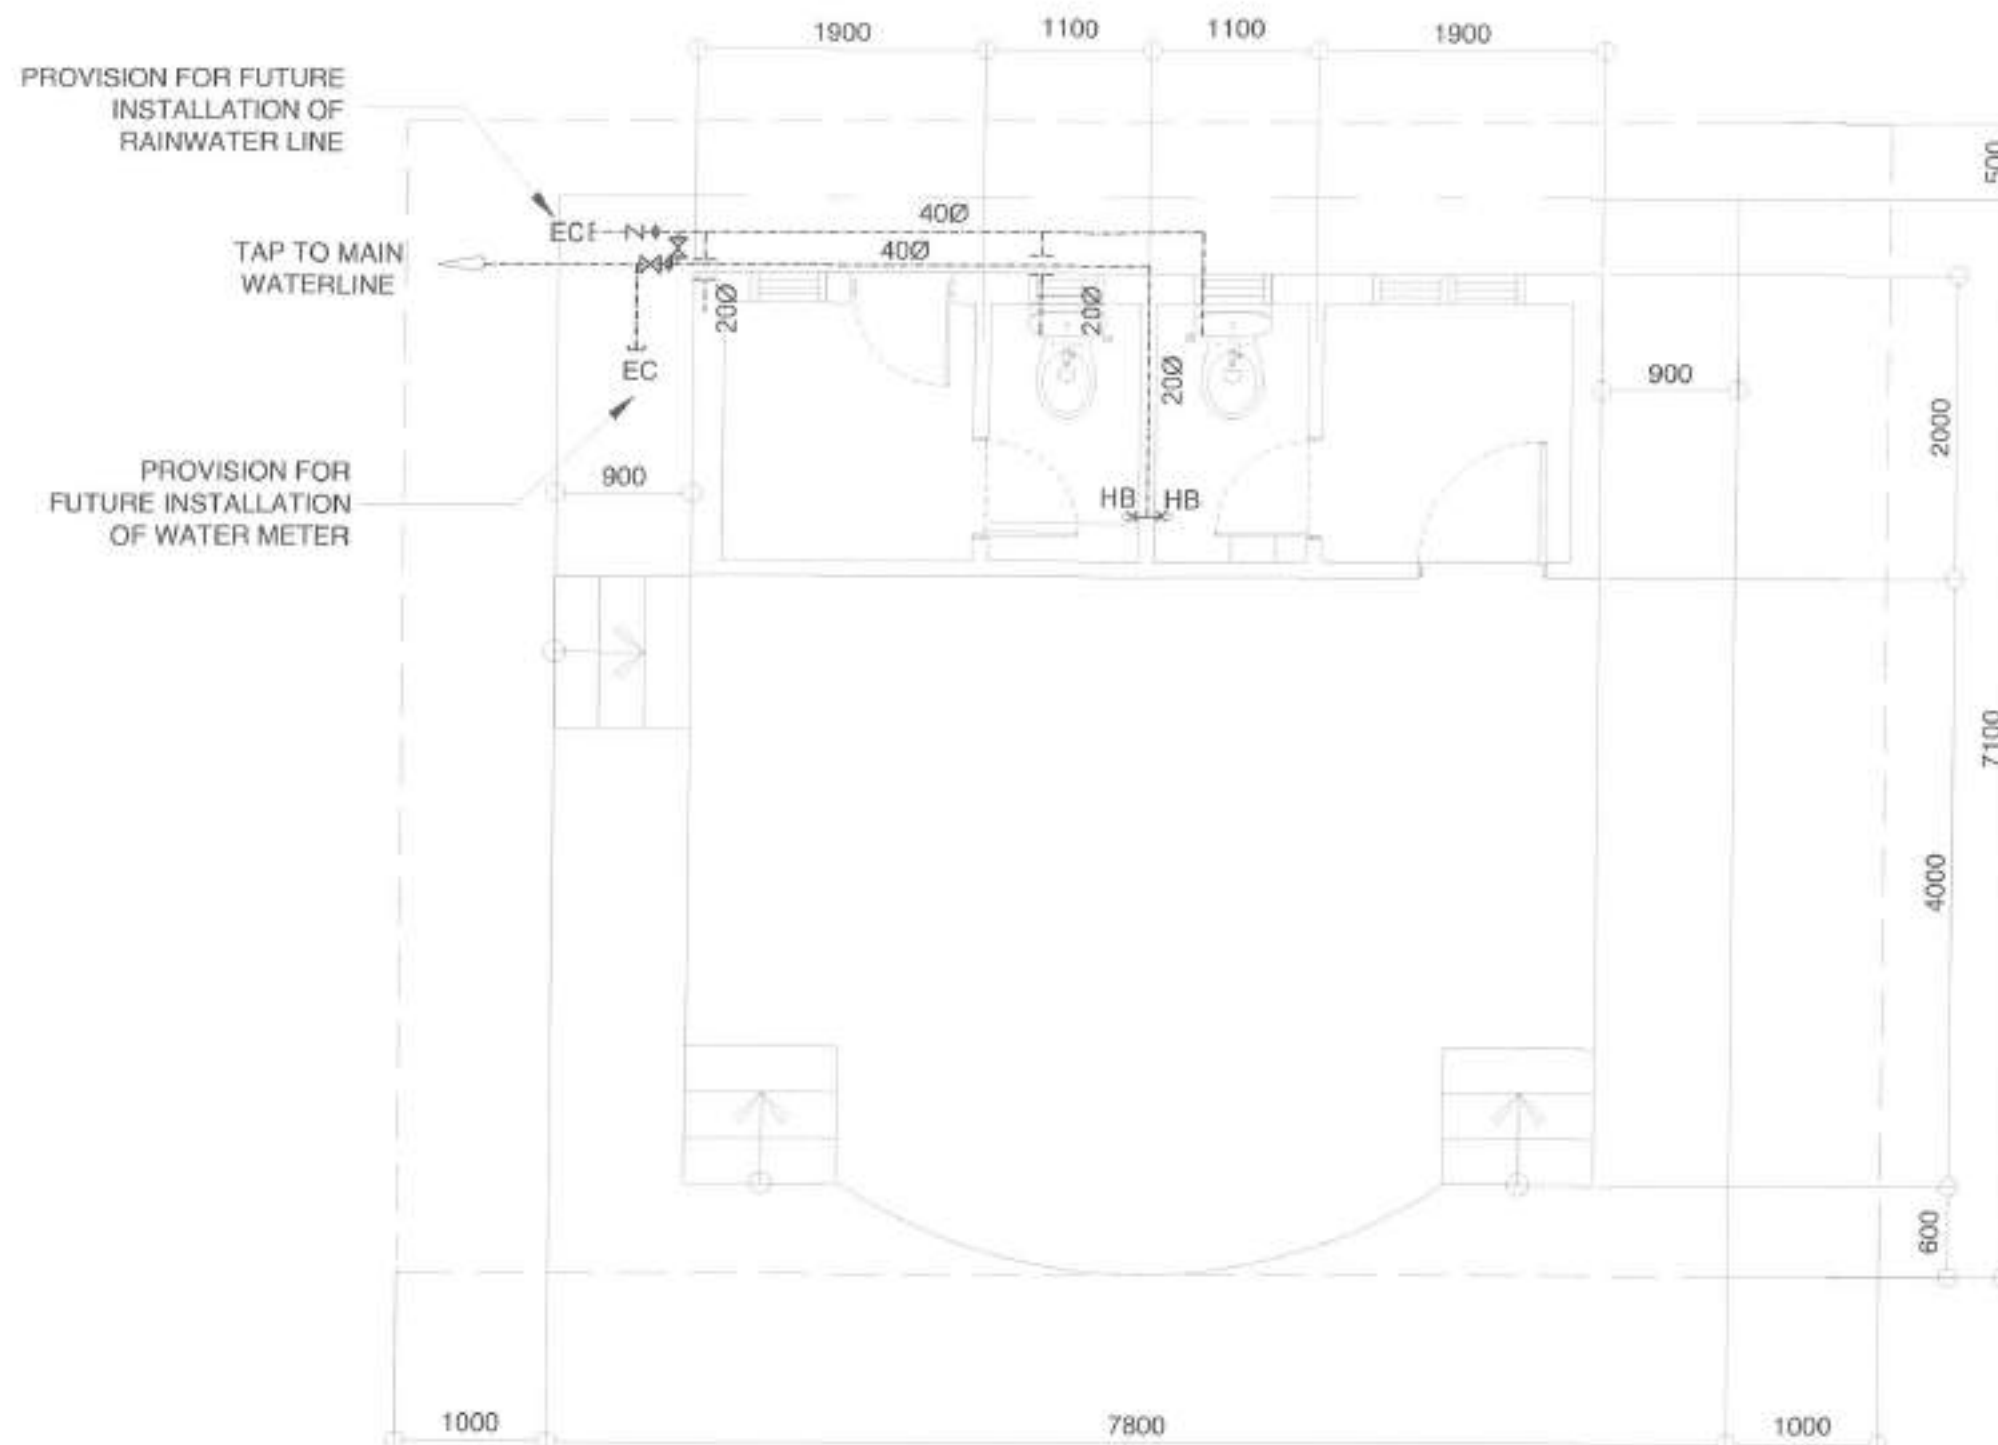 1900
1100
1100
1900
PROVISION FOR FUTURE
INSTALLATION OF
RAINWATER LINE
500
40Ø
EC
TAP TO MAIN
WATERLINE
40Ø
20Ø
20Ø
20Ø
EC
900
2000
PROVISION FOR
FUTURE INSTALLATION
OF WATER METER
900
HB HB
7100
4000
600
1000
7800
1000